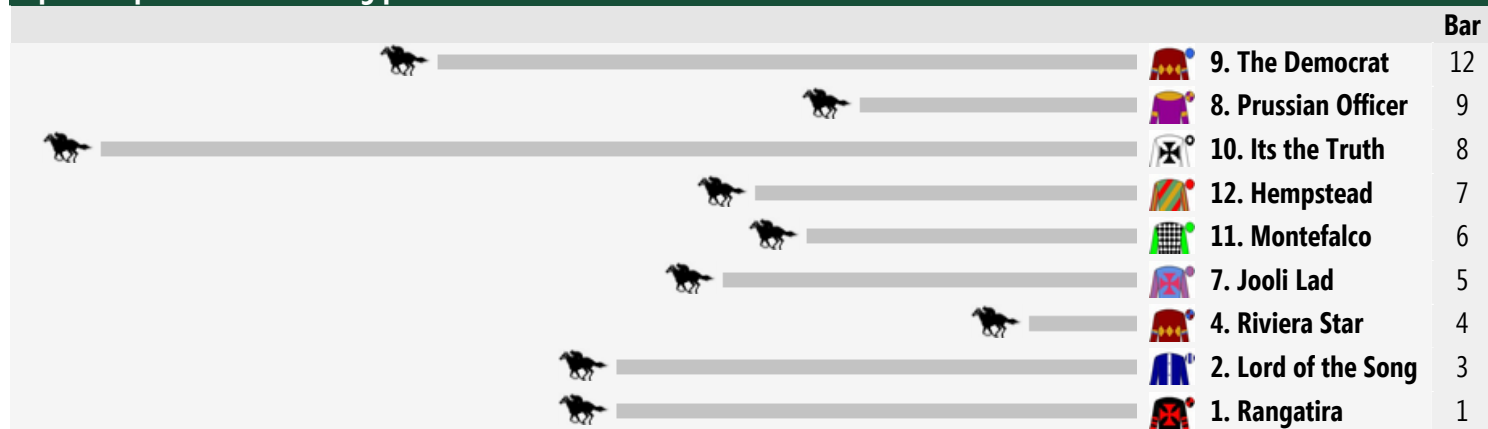 Bar
9. The Democrat 12
8. Prussian Officer 9
10. Its the Truth 8
12. Hempstead 7
11. Montefalco 6
7. Jooli Lad 5
4. Riviera Star 4
2. Lord of the Song 3
1. Rangatira 1